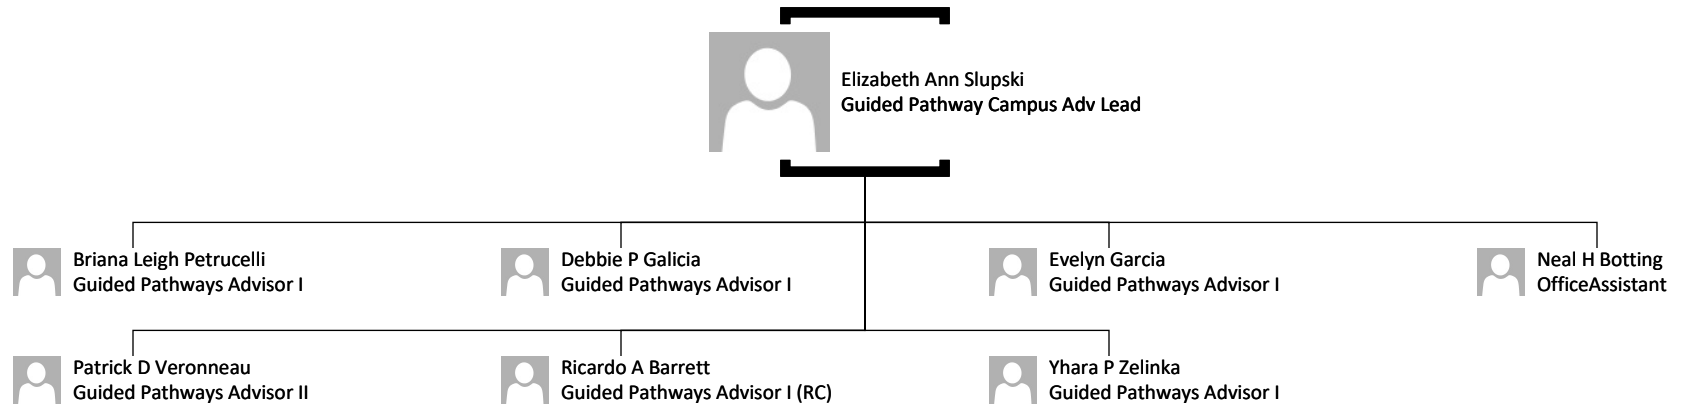 Elizabeth Ann Slupski
Guided Pathway Campus Adv Lead
Briana Leigh Petrucelli
Guided Pathways Advisor I
Debbie P Galicia
Guided Pathways Advisor I
Evelyn Garcia
Guided Pathways Advisor I
Neal H Botting
OfficeAssistant
Patrick D Veronneau
Guided Pathways Advisor II
Ricardo A Barrett
Guided Pathways Advisor I (RC)
Yhara P Zelinka
Guided Pathways Advisor I